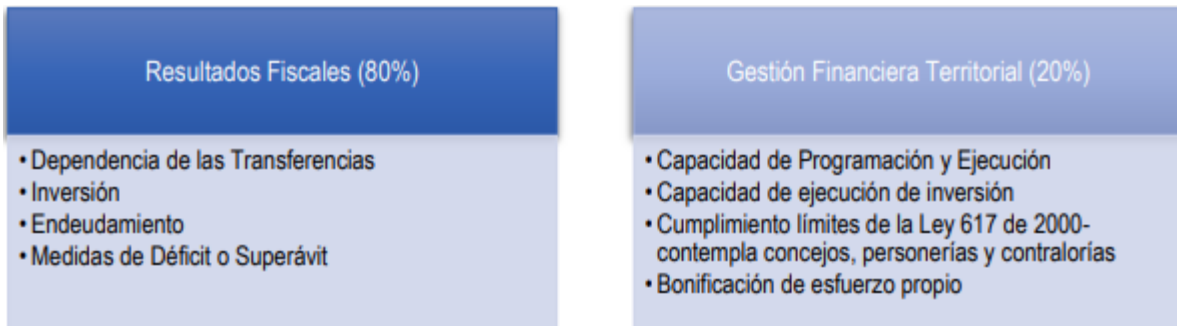 Resultados Fiscales (80%)
• Dependencia de las Transferencias
• Inversión
• Endeudamiento
• Medidas de Déficit o Superávit
Gestión Financiera Territorial (20%)
• Capacidad de Programación y Ejecución
• Capacidad de ejecución de inversión
• Cumplimiento límites de la Ley 617 de 2000-
contempla concejos, personerías y contralorías
• Bonificación de esfuerzo propio